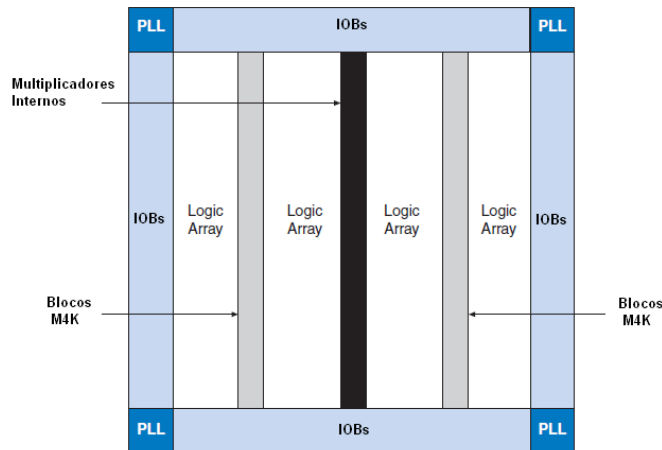 PLL
IOBs
PLL
Multiplicadores
Internos
IOBs
Logic
Array
Logic
Array
Logic
Array
Logic
Array
IOBs
Blocos
M4K
Blocos
M4K
PLL
IOBs
PLL